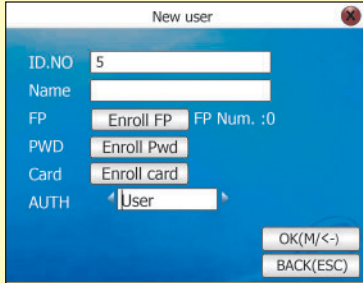 New user
ID.NO 5
Name
FP Enroll FP FP Num. :0
PWD Enroll Pwd
Card Enroll card
AUTH User
OK(M/<-)
BACK(ESC)